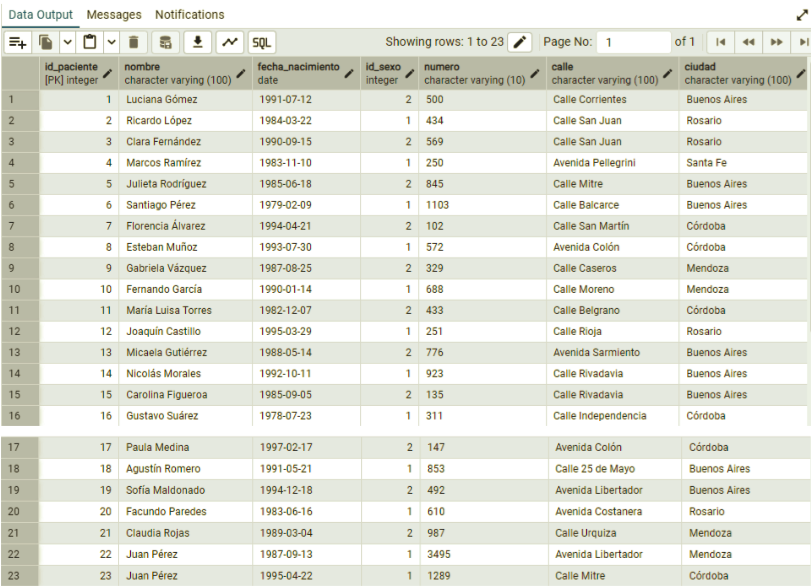 Data Output Messages Notifications
SQL Showing rows: 1 to 23 Page No: 1 of 1
id_paciente nombre fecha_nacimiento id_sexo numero calle ciudad
[PK] integer character varying (100) date integer character varying (10) character varying (100) character varying (100)
1 1 Luciana Gómez 1991-07-12 2 500 Calle Corrientes Buenos Aires
2 2 Ricardo López 1984-03-22 1 434 Calle San Juan Rosario
3 3 Clara Fernández 1990-09-15 2 569 Calle San Juan Rosario
4 4 Marcos Ramírez 1983-11-10 1 250 Avenida Pellegrini Santa Fe
5 5 Julieta Rodríguez 1985-06-18 2 845 Calle Mitre Buenos Aires
6 6 Santiago Pérez 1979-02-09 1 1103 Calle Balcarce Buenos Aires
7 7 Florencia Álvarez 1994-04-21 2 102 Calle San Martín Córdoba
8 8 Esteban Muñoz 1993-07-30 1 572 Avenida Colón Córdoba
9 9 Gabriela Vázquez 1987-08-25 2 329 Calle Caseros Mendoza
10 10 Fernando García 1990-01-14 1 688 Calle Moreno Mendoza
11 11 María Luisa Torres 1982-12-07 2 433 Calle Belgrano Córdoba
12 12 Joaquín Castillo 1995-03-29 1 251 Calle Rioja Rosario
13 13 Micaela Gutiérrez 1988-05-14 2 776 Avenida Sarmiento Buenos Aires
14 14 Nicolás Morales 1992-10-11 1 923 Calle Rivadavia Buenos Aires
15 15 Carolina Figueroa 1985-09-05 2 135 Calle Rivadavia Buenos Aires
16 16 Gustavo Suárez 1978-07-23 1 311 Calle Independencia Córdoba
17 17 Paula Medina 1997-02-17 2 147 Avenida Colón Córdoba
18 18 Agustín Romero 1991-05-21 1 853 Calle 25 de Mayo Buenos Aires
19 19 Sofía Maldonado 1994-12-18 2 492 Avenida Libertador Buenos Aires
20 20 Facundo Paredes 1983-06-16 1 610 Avenida Costanera Rosario
21 21 Claudia Rojas 1989-03-04 2 987 Calle Urquiza Mendoza
22 22 Juan Pérez 1987-09-13 1 3495 Avenida Libertador Mendoza
23 23 Juan Pérez 1995-04-22 1 1289 Calle Mitre Córdoba